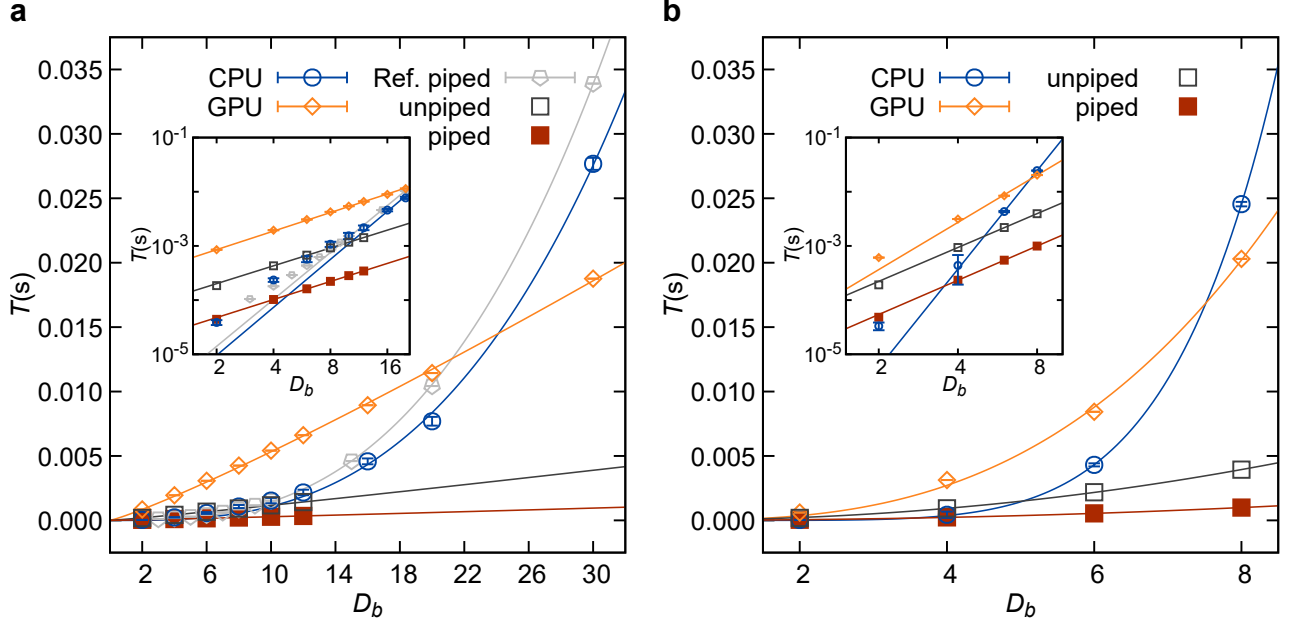 a
T(s)
0.035
0.030
0.025
0.020
0.015
0.010
0.005
0.000
2 6 10 14 18 22 26 30
D_b
CPU
GPU
Ref. piped
unpiped
piped
T(s)
10^-1
10^-3
10^-5
2 4 8 16
D_b
b
T(s)
0.035
0.030
0.025
0.020
0.015
0.010
0.005
0.000
2 4 6 8
D_b
CPU
GPU
unpiped
piped
T(s)
10^-1
10^-3
10^-5
2 4 8
D_b